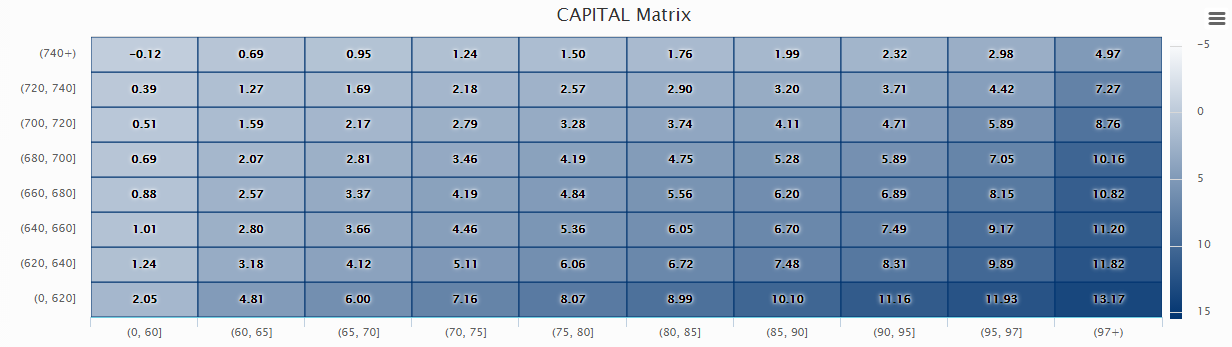 CAPITAL Matrix
(740+) -0.12 0.69 0.95 1.24 1.50 1.76 1.99 2.32 2.98 4.97
(720, 740] 0.39 1.27 1.69 2.18 2.57 2.90 3.20 3.71 4.42 7.27
(700, 720] 0.51 1.59 2.17 2.79 3.28 3.74 4.11 4.71 5.89 8.76
(680, 700] 0.69 2.07 2.81 3.46 4.19 4.75 5.28 5.89 7.05 10.16
(660, 680] 0.88 2.57 3.37 4.19 4.84 5.56 6.20 6.89 8.15 10.82
(640, 660] 1.01 2.80 3.66 4.46 5.36 6.05 6.70 7.49 9.17 11.20
(620, 640] 1.24 3.18 4.12 5.11 6.06 6.72 7.48 8.31 9.89 11.82
(0, 620] 2.05 4.81 6.00 7.16 8.07 8.99 10.10 11.16 11.93 13.17
(0, 60] (60, 65] (65, 70] (70, 75] (75, 80] (80, 85] (85, 90] (90, 95] (95, 97] (97+)
-5
0
5
10
15